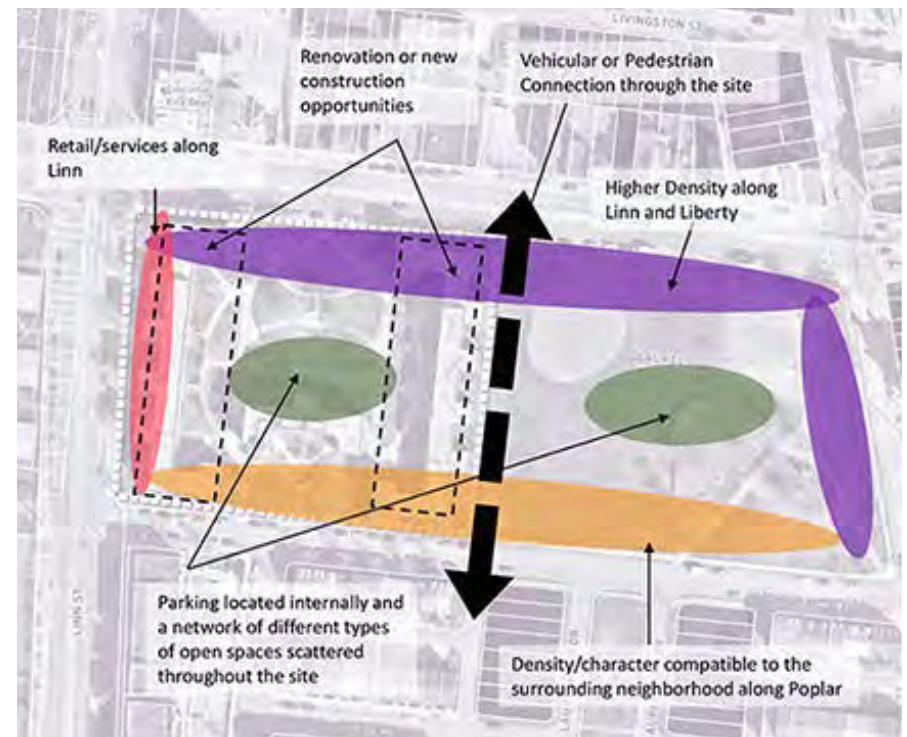 LIVINGSTON ST
Renovation or new
construction
opportunities
Vehicular or Pedestrian
Connection through the site
Retail/services along
Linn
Higher Density along
Linn and Liberty
LINN ST
Parking located internally and
a network of different types
of open spaces scattered
throughout the site
Density/character compatible to the
surrounding neighborhood along Poplar